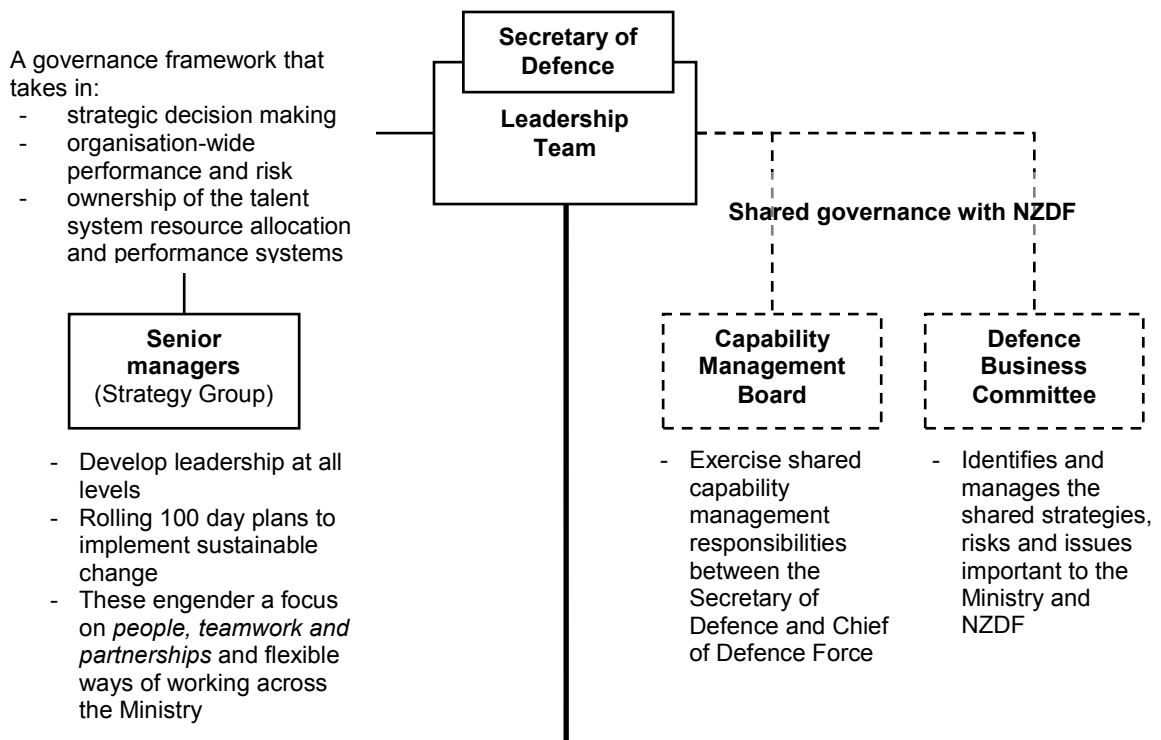 Secretary of
Defence
Leadership
Team
A governance framework that
takes in:
- strategic decision making
- organisation-wide
performance and risk
- ownership of the talent
system resource allocation
and performance systems
Shared governance with NZDF
Senior
managers
(Strategy Group)
- Develop leadership at all
levels
- Rolling 100 day plans to
implement sustainable
change
- These engender a focus
on people, teamwork and
partnerships and flexible
ways of working across
the Ministry
Capability
Management
Board
- Exercise shared
capability
management
responsibilities
between the
Secretary of
Defence and Chief
of Defence Force
Defence
Business
Committee
- Identifies and
manages the
shared strategies,
risks and issues
important to the
Ministry and
NZDF